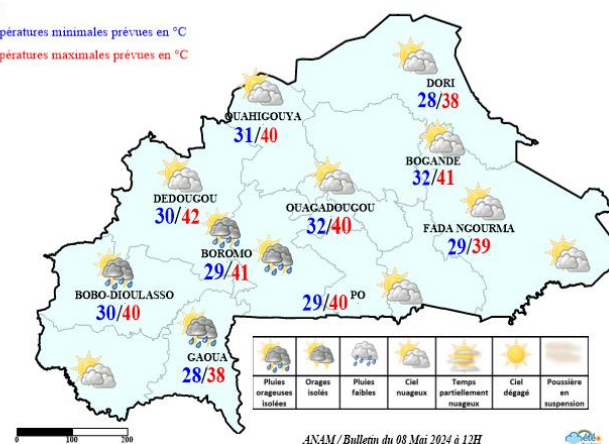 pératures minimales prévues en °C
pératures maximales prévues en °C
DORI
28/38
OUAHIGOUYA
31/40
BOGANDE
32/41
DEDOUGOU
30/42
OUAGADOUGOU
32/40
FADA NGOURMA
29/39
BOROMO
29/41
BOBO-DIOULASSO
30/40
29/40 PO
GAOUA
28/38
Pluies orageuses isolées
Orages isolés
Pluies faibles
Ciel nuageux
Temps partiellement nuageux
Ciel dégagé
Poussière en suspension
0 100 200
ANAM / Bulletin du 08 Mai 2024 à 12H